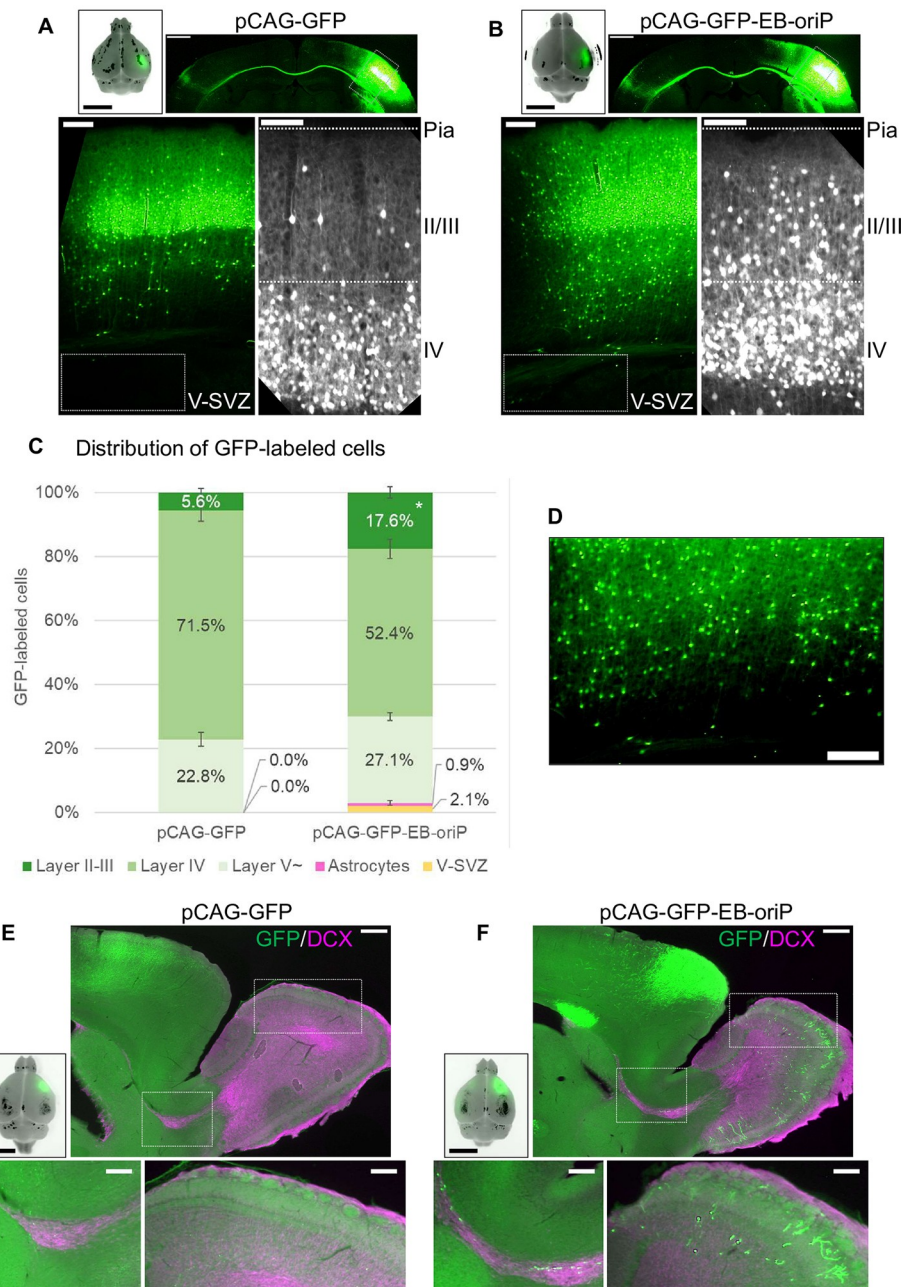 A
pCAG-GFP
B
pCAG-GFP-EB-oriP
Pia
II/III
IV
V-SVZ
Pia
II/III
IV
V-SVZ
C Distribution of GFP-labeled cells
GFP-labeled cells
100%
80%
60%
40%
20%
0%
5.6%
71.5%
22.8%
0.0%
0.0%
*
17.6%
52.4%
27.1%
0.9%
2.1%
pCAG-GFP
pCAG-GFP-EB-oriP
Layer II-III Layer IV Layer V~ Astrocytes V-SVZ
D
pCAG-GFP
E
GFP/DCX
pCAG-GFP-EB-oriP
F
GFP/DCX